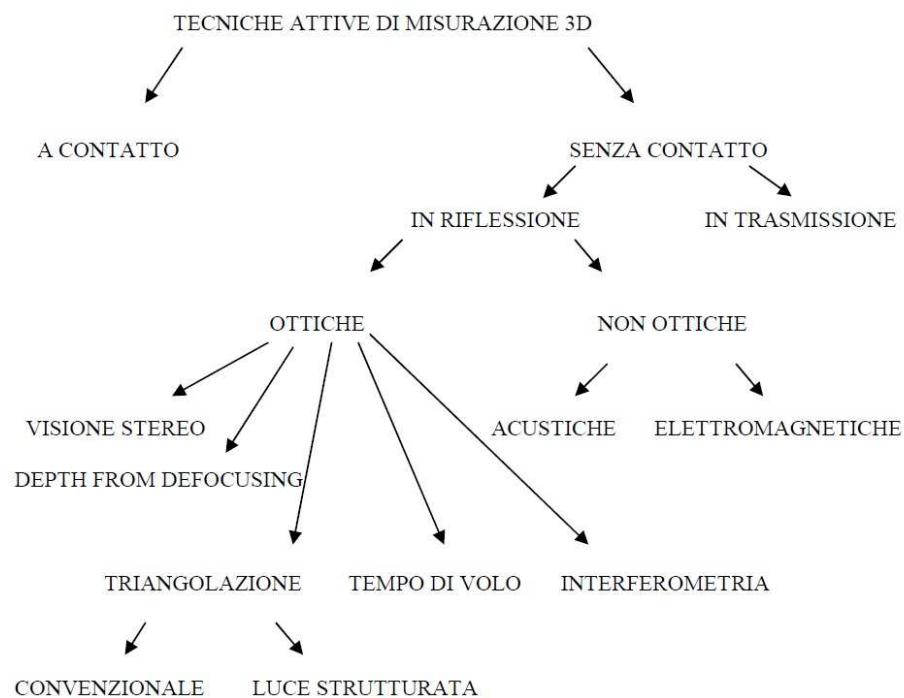 TECNICHE ATTIVE DI MISURAZIONE 3D
A CONTATTO
SENZA CONTATTO
IN RIFLESSIONE
IN TRASMISSIONE
OTTICHE
NON OTTICHE
VISIONE STEREO
ACUSTICHE
ELETTROMAGNETICHE
DEPTH FROM DEFOCUSING
TRIANGOLAZIONE
TEMPO DI VOLO
INTERFEROMETRIA
CONVENZIONALE
LUCE STRUTTURATA